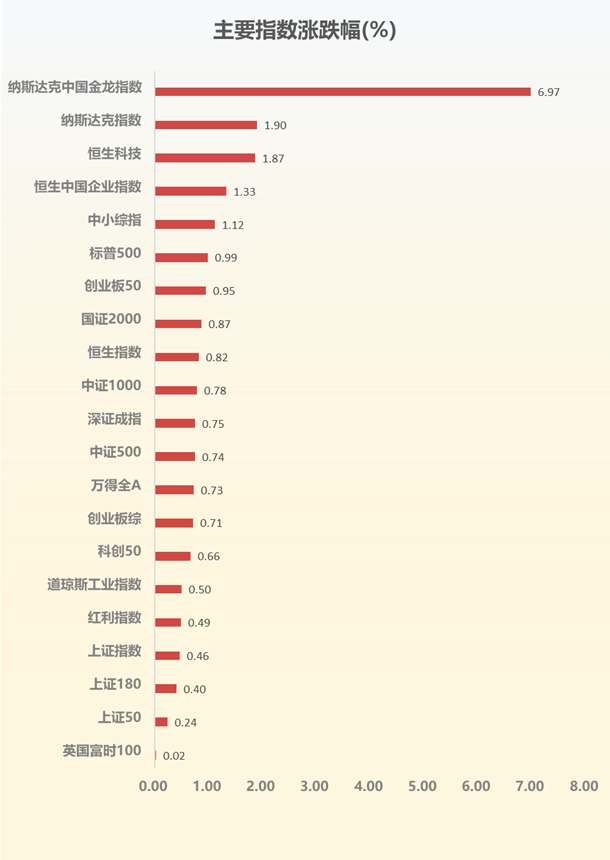 主要指数涨跌幅(%)
纳斯达克中国金龙指数 6.97
纳斯达克指数 1.90
恒生科技 1.87
恒生中国企业指数 1.33
中小综指 1.12
标普500 0.99
创业板50 0.95
国证2000 0.87
恒生指数 0.82
中证1000 0.78
深证成指 0.75
中证500 0.74
万得全A 0.73
创业板综 0.71
科创50 0.66
道琼斯工业指数 0.50
红利指数 0.49
上证指数 0.46
上证180 0.40
上证50 0.24
英国富时100 0.02
0.00 1.00 2.00 3.00 4.00 5.00 6.00 7.00 8.00